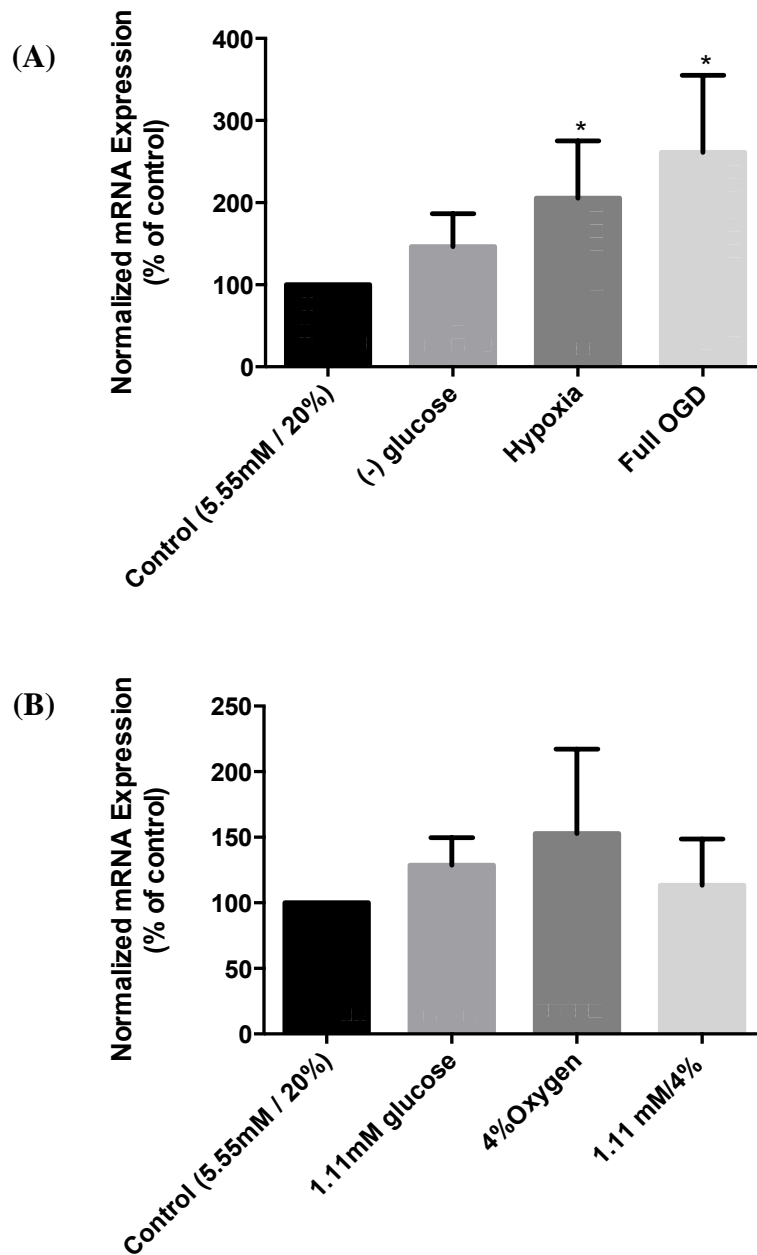 (A)
Normalized mRNA Expression
(% of control)
400
300
200
100
0
*
*
Control (5.55mM / 20%)
(-) glucose
Hypoxia
Full OGD
(B)
Normalized mRNA Expression
(% of control)
250
200
150
100
50
0
Control (5.55mM / 20%)
1.11mM glucose
4%Oxygen
1.11 mM/4%